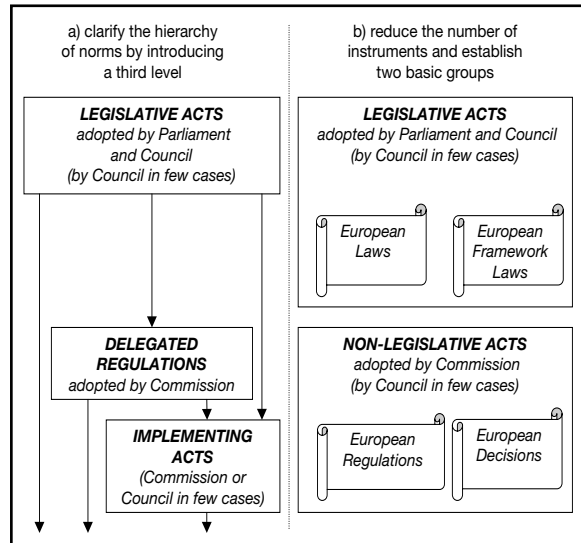 a) clarify the hierarchy
of norms by introducing
a third level
LEGISLATIVE ACTS
adopted by Parliament
and Council
(by Council in few cases)
DELEGATED
REGULATIONS
adopted by Commission
IMPLEMENTING
ACTS
(Commission or
Council in few cases)
b) reduce the number of
instruments and establish
two basic groups
LEGISLATIVE ACTS
adopted by Parliament and Council
(by Council in few cases)
European
Laws
European
Framework
Laws
NON-LEGISLATIVE ACTS
adopted by Commission
(by Council in few cases)
European
Regulations
European
Decisions